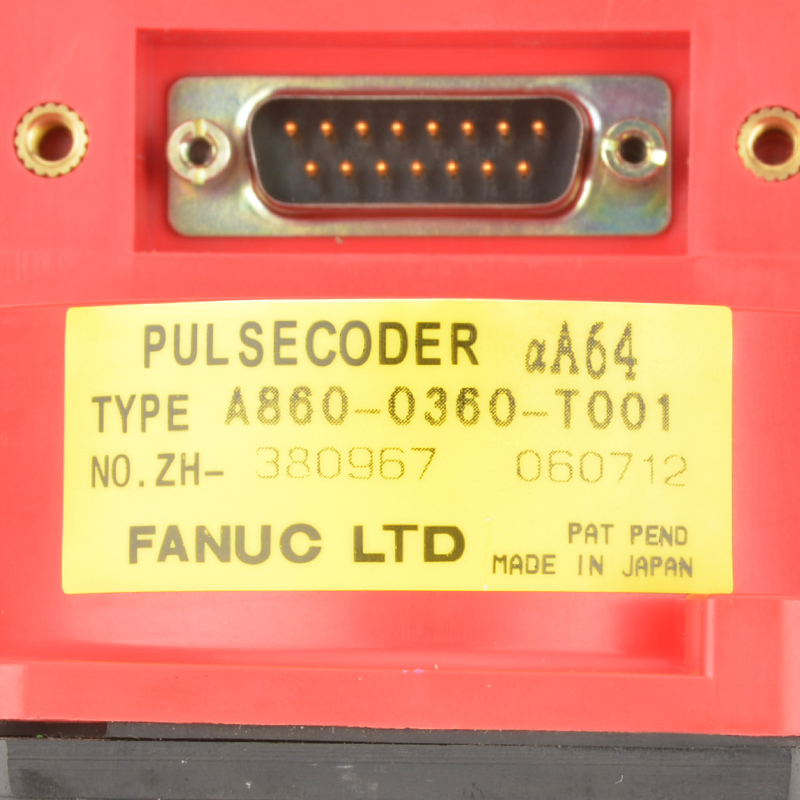 PULSECODER αA64
TYPE A860-0360-T001
NO.ZH- 380967 060712
FANUC LTD PAT PEND
MADE IN JAPAN